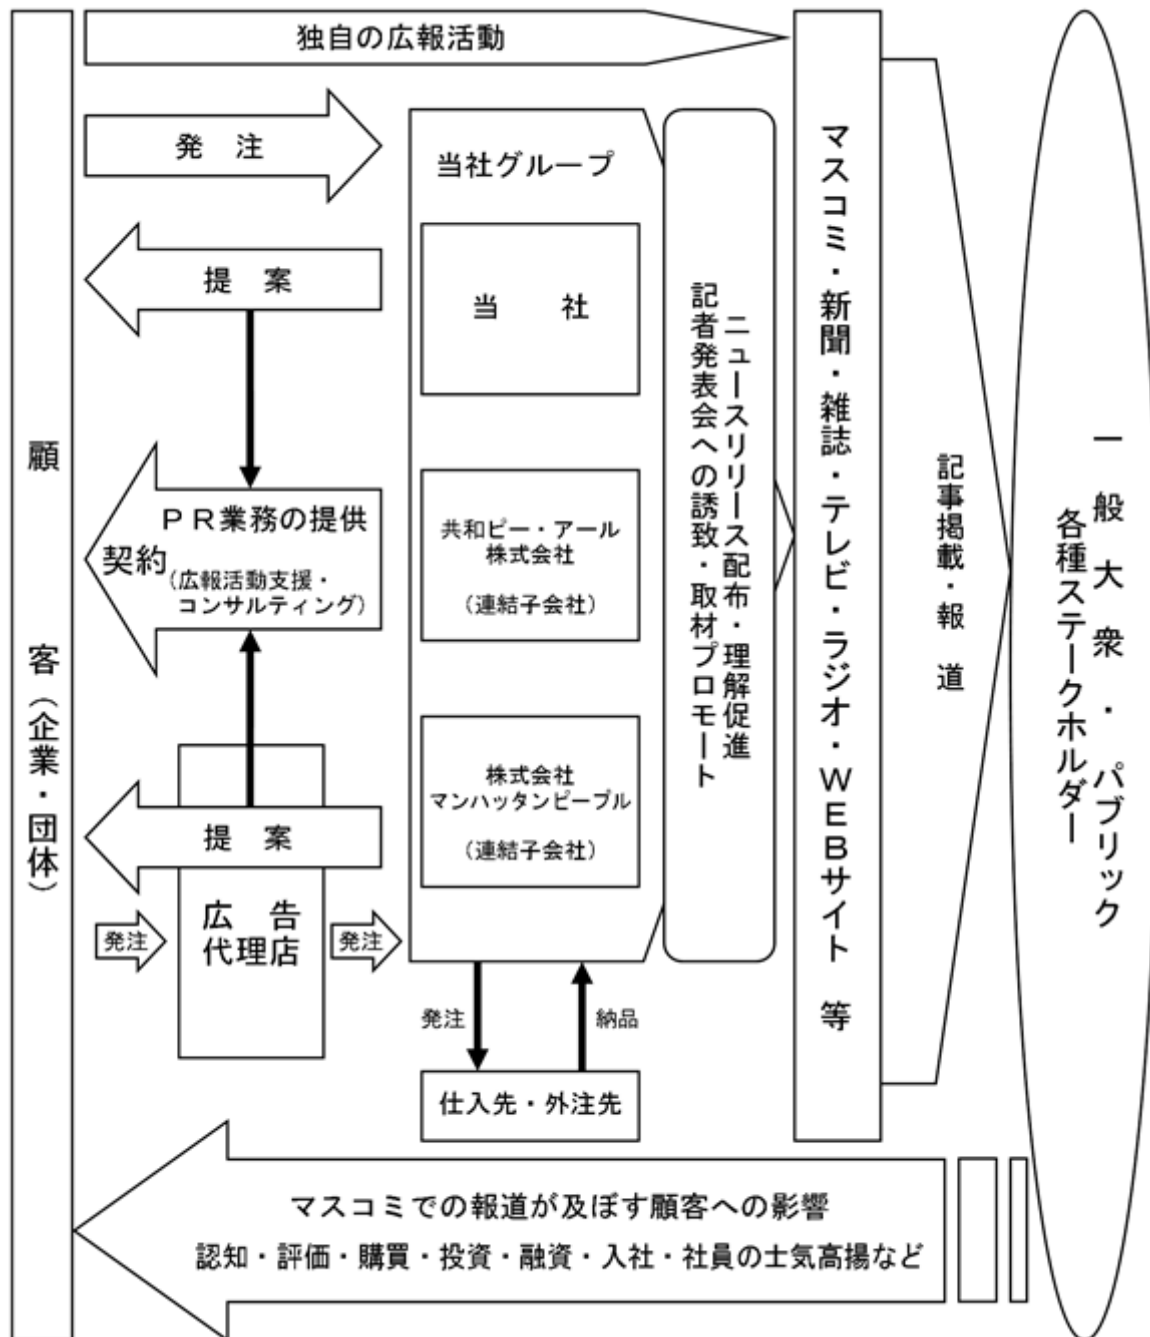 独自の広報活動
発　注
提　案
ＰＲ業務の提供
契約
（広報活動支援・
コンサルティング）
提　案
広　告
代理店
発注
発注
顧　　　　客（企業・団体）
当社グループ
当　　社
共和ピー・アール
株式会社
（連結子会社）
株式会社
マンハッタンピープル
（連結子会社）
発注
納品
仕入先・外注先
ニュースリリース配布・理解促進
記者発表会への誘致・取材プロモート
マスコミ・新聞・雑誌・テレビ・ラジオ・ＷＥＢサイト　等
記事掲載・報　道
一　般　大　衆　・　パブリック
各種ステークホルダー
マスコミでの報道が及ぼす顧客への影響
認知・評価・購買・投資・融資・入社・社員の士気高揚など